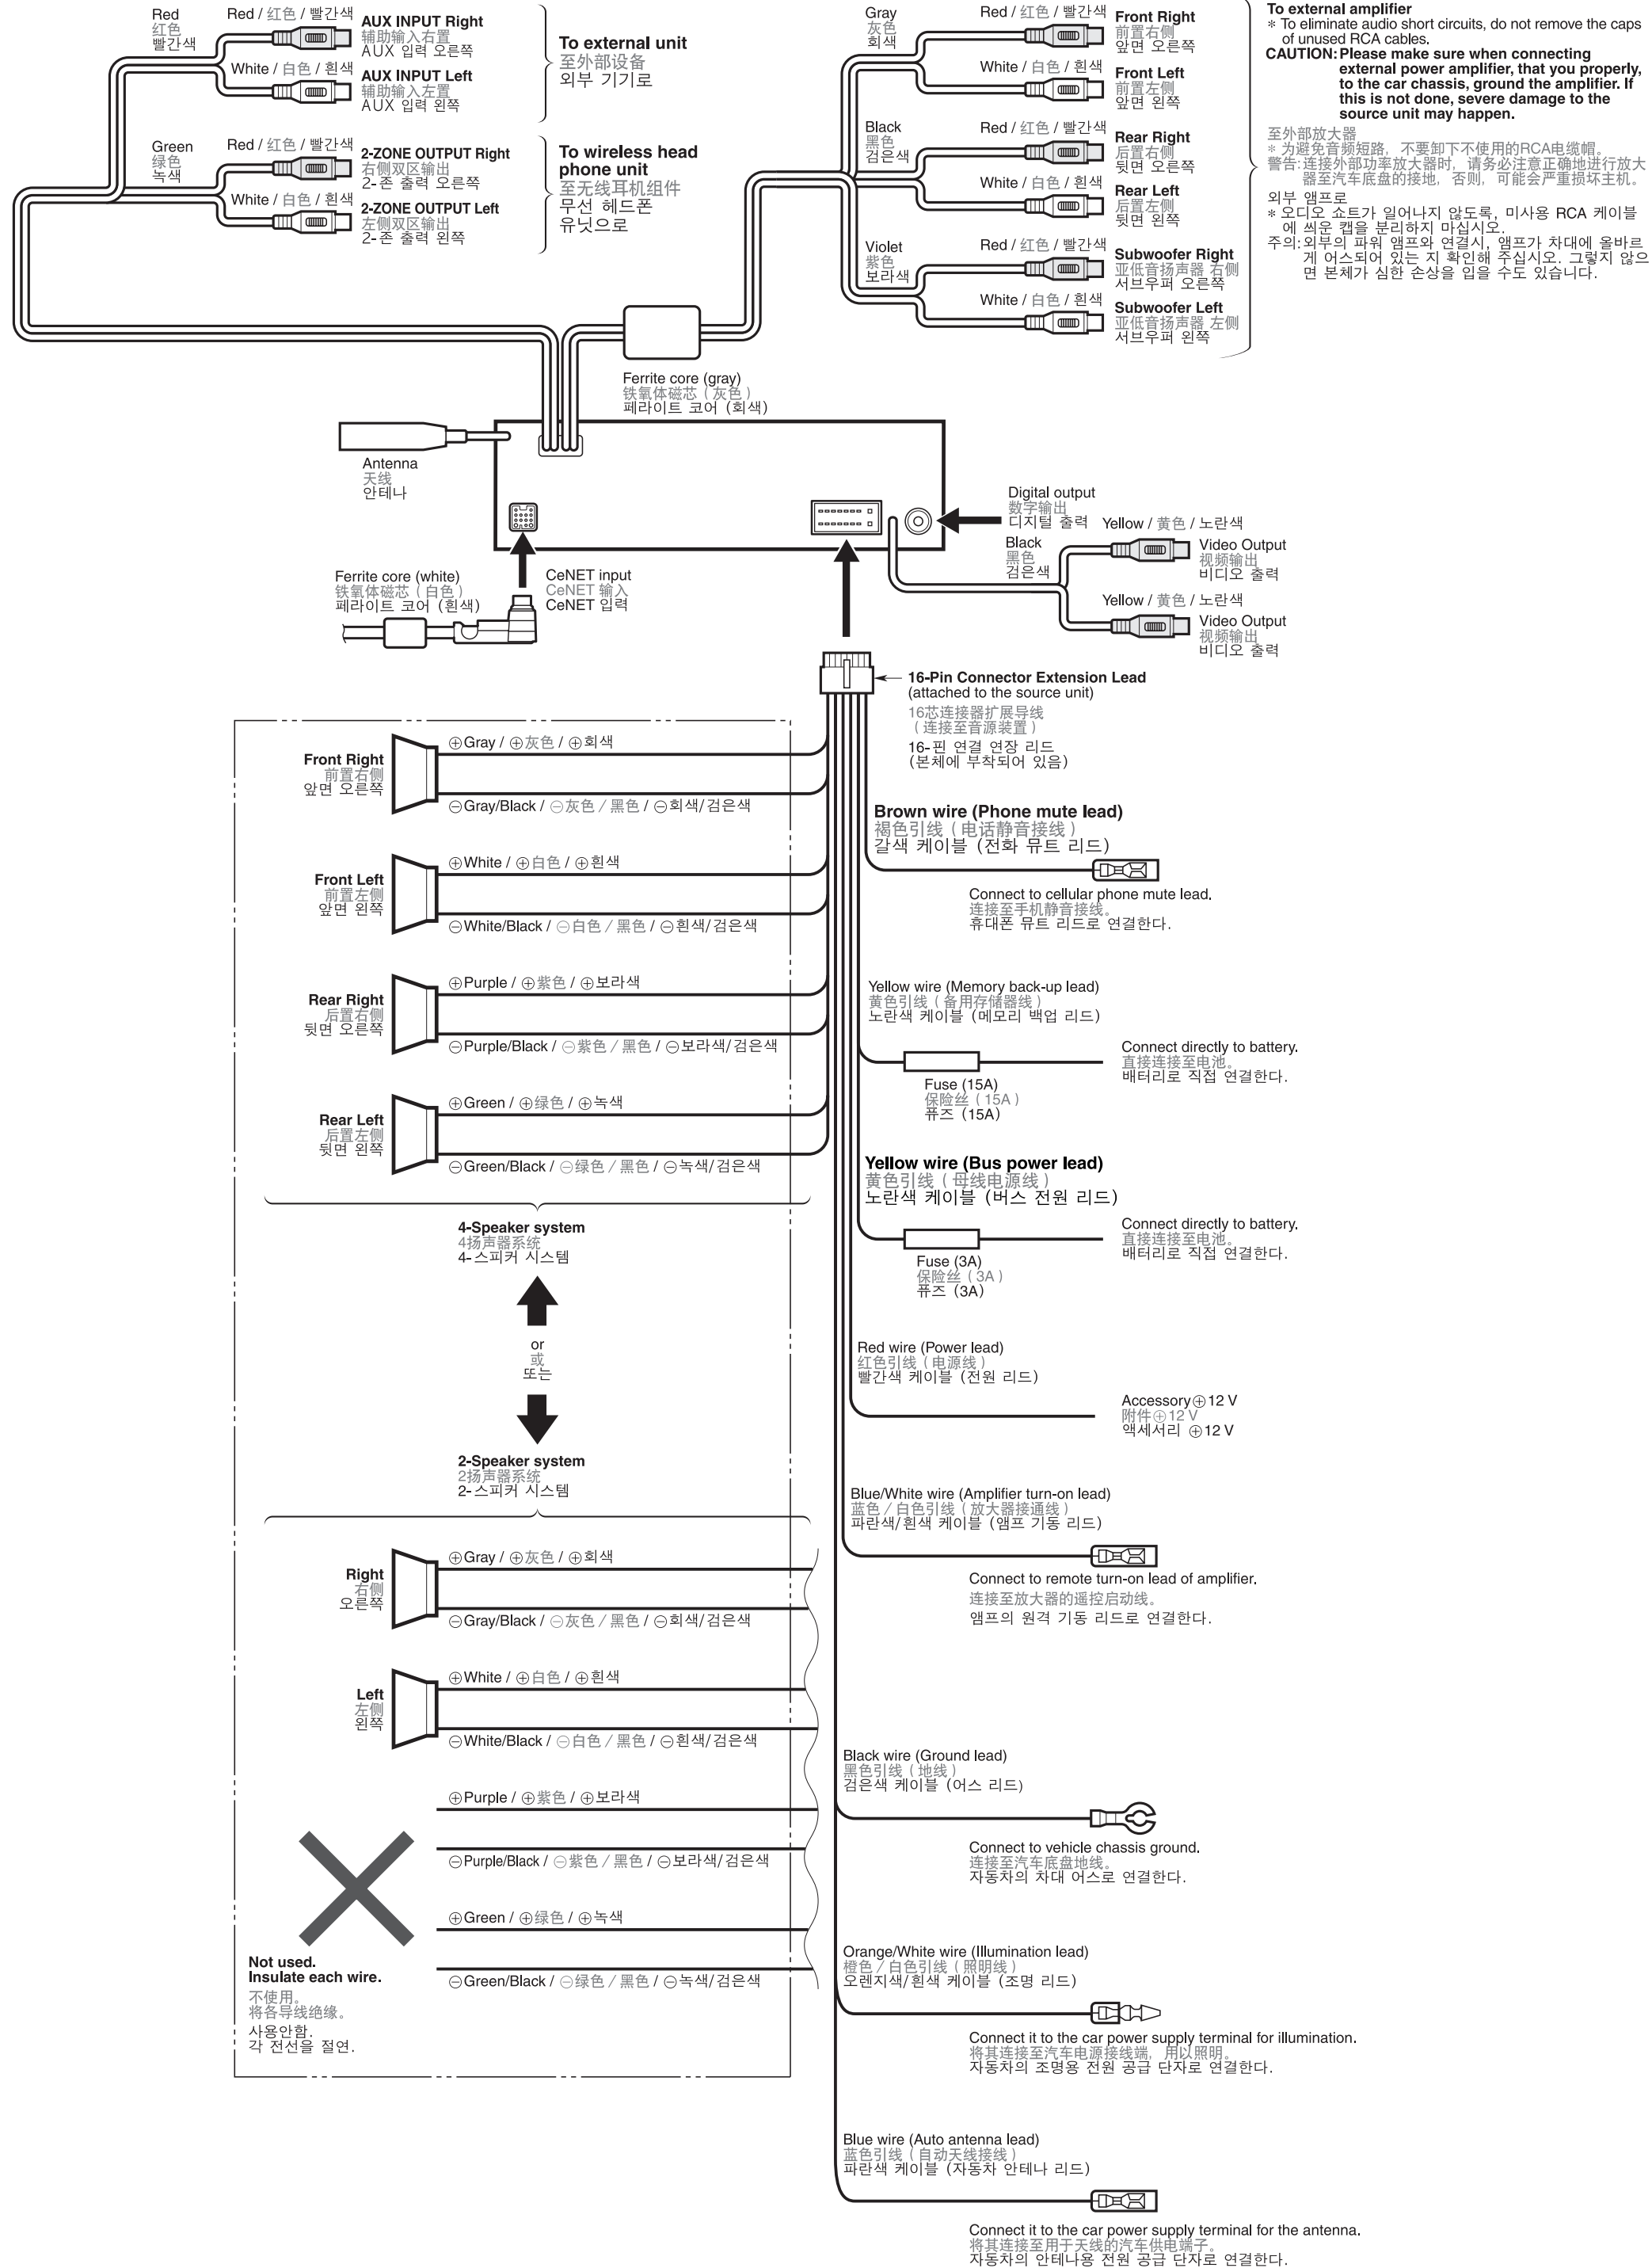 Red
红色
빨간색
Red / 红色 / 빨간색
AUX INPUT Right
辅助输入右置
AUX 입력 오른쪽
White / 白色 / 흰색
AUX INPUT Left
辅助输入左置
AUX 입력 왼쪽
To external unit
至外部设备
외부 기기로
Green
绿色
녹색
Red / 红色 / 빨간색
2-ZONE OUTPUT Right
右侧双区输出
2-존 출력 오른쪽
White / 白色 / 흰색
2-ZONE OUTPUT Left
左侧双区输出
2-존 출력 왼쪽
To wireless head
phone unit
至无线耳机组件
무선 헤드폰
유닛으로
Gray
灰色
회색
Red / 红色 / 빨간색
Front Right
前置右侧
앞면 오른쪽
White / 白色 / 흰색
Front Left
前置左侧
앞면 왼쪽
Black
黑色
검은색
Red / 红色 / 빨간색
Rear Right
后置右侧
뒷면 오른쪽
White / 白色 / 흰색
Rear Left
后置左侧
뒷면 왼쪽
Violet
紫色
보라색
Red / 红色 / 빨간색
Subwoofer Right
亚低音扬声器 右侧
서브우퍼 오른쪽
White / 白色 / 흰색
Subwoofer Left
亚低音扬声器 左侧
서브우퍼 왼쪽
To external amplifier
* To eliminate audio short circuits, do not remove the caps
of unused RCA cables.
CAUTION: Please make sure when connecting
external power amplifier, that you properly,
to the car chassis, ground the amplifier. If
this is not done, severe damage to the
source unit may happen.
至外部放大器
* 为避免音频短路，不要卸下不使用的RCA电缆帽。
警告:连接外部功率放大器时，请务必注意正确地进行放大
器至汽车底盘的接地，否则，可能会严重损坏主机。
외부 앰프로
* 오디오 쇼트가 일어나지 않도록, 미사용 RCA 케이블
에 씌운 캡을 분리하지 마십시오.
주의:외부의 파워 앰프와 연결시, 앰프가 차대에 올바르
게 어스되어 있는 지 확인해 주십시오. 그렇지 않으
면 본체가 심한 손상을 입을 수도 있습니다.
Ferrite core (gray)
铁氧体磁芯（灰色）
페라이트 코어 (회색)
Antenna
天线
안테나
Digital output
数字输出
디지털 출력
Black
黑色
검은색
Yellow / 黄色 / 노란색
Video Output
视频输出
비디오 출력
Yellow / 黄色 / 노란색
Video Output
视频输出
비디오 출력
Ferrite core (white)
铁氧体磁芯（白色）
페라이트 코어 (흰색)
CeNET input
CeNET 输入
CeNET 입력
16-Pin Connector Extension Lead
(attached to the source unit)
16芯连接器扩展导线
（连接至音源装置）
16-핀 연결 연장 리드
(본체에 부착되어 있음)
Front Right
前置右侧
앞면 오른쪽
⊕Gray / ⊕灰色 / ⊕회색
⊖Gray/Black / ⊖灰色／黑色 / ⊖회색/검은색
Front Left
前置左侧
앞면 왼쪽
⊕White / ⊕白色 / ⊕흰색
⊖White/Black / ⊖白色／黑色 / ⊖흰색/검은색
Rear Right
后置右侧
뒷면 오른쪽
⊕Purple / ⊕紫色 / ⊕보라색
⊖Purple/Black / ⊖紫色／黑色 / ⊖보라색/검은색
Rear Left
后置左侧
뒷면 왼쪽
⊕Green / ⊕绿色 / ⊕녹색
⊖Green/Black / ⊖绿色／黑色 / ⊖녹색/검은색
4-Speaker system
4扬声器系统
4-스피커 시스템
or
或
또는
2-Speaker system
2扬声器系统
2-스피커 시스템
Right
右侧
오른쪽
⊕Gray / ⊕灰色 / ⊕회색
⊖Gray/Black / ⊖灰色／黑色 / ⊖회색/검은색
Left
左侧
왼쪽
⊕White / ⊕白色 / ⊕흰색
⊖White/Black / ⊖白色／黑色 / ⊖흰색/검은색
⊕Purple / ⊕紫色 / ⊕보라색
⊖Purple/Black / ⊖紫色／黑色 / ⊖보라색/검은색
⊕Green / ⊕绿色 / ⊕녹색
⊖Green/Black / ⊖绿色／黑色 / ⊖녹색/검은색
Not used.
Insulate each wire.
不使用。
将各导线绝缘。
사용안함.
각 전선을 절연.
Brown wire (Phone mute lead)
褐色引线（电话静音接线）
갈색 케이블 (전화 뮤트 리드)
Connect to cellular phone mute lead.
连接至手机静音接线。
휴대폰 뮤트 리드로 연결한다.
Yellow wire (Memory back-up lead)
黄色引线（备用存储器线）
노란색 케이블 (메모리 백업 리드)
Connect directly to battery.
直接连接至电池。
배터리로 직접 연결한다.
Fuse (15A)
保险丝（15A）
퓨즈 (15A)
Yellow wire (Bus power lead)
黄色引线（母线电源线）
노란색 케이블 (버스 전원 리드)
Connect directly to battery.
直接连接至电池。
배터리로 직접 연결한다.
Fuse (3A)
保险丝（3A）
퓨즈 (3A)
Red wire (Power lead)
红色引线（电源线）
빨간색 케이블 (전원 리드)
Accessory⊕12 V
附件⊕12 V
액세서리 ⊕12 V
Blue/White wire (Amplifier turn-on lead)
蓝色／白色引线（放大器接通线）
파란색/흰색 케이블 (앰프 기동 리드)
Connect to remote turn-on lead of amplifier.
连接至放大器的遥控启动线。
앰프의 원격 기동 리드로 연결한다.
Black wire (Ground lead)
黑色引线（地线）
검은색 케이블 (어스 리드)
Connect to vehicle chassis ground.
连接至汽车底盘地线。
자동차의 차대 어스로 연결한다.
Orange/White wire (Illumination lead)
橙色／白色引线（照明线）
오렌지색/흰색 케이블 (조명 리드)
Connect it to the car power supply terminal for illumination.
将其连接至汽车电源接线端，用以照明。
자동차의 조명용 전원 공급 단자로 연결한다.
Blue wire (Auto antenna lead)
蓝色引线（自动天线接线）
파란색 케이블 (자동차 안테나 리드)
Connect it to the car power supply terminal for the antenna.
将其连接至用于天线的汽车供电端子。
자동차의 안테나용 전원 공급 단자로 연결한다.